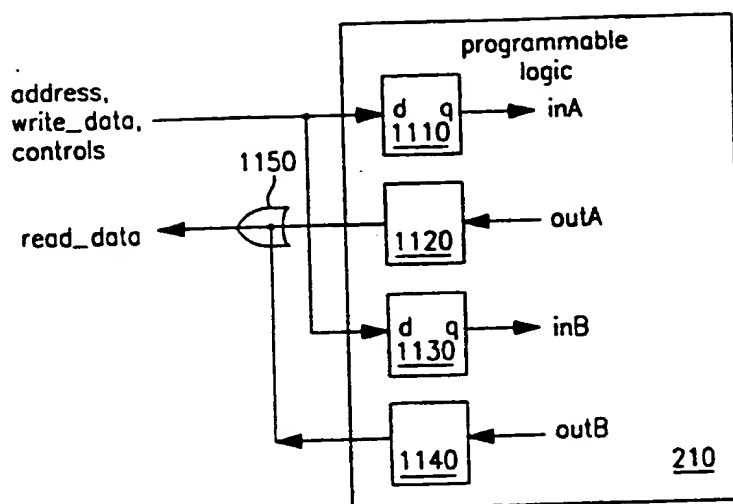 programmable
logic
address,
write_data,
controls
d q
1110
inA
1150
read_data
1120
outA
d q
1130
inB
1140
outB
210